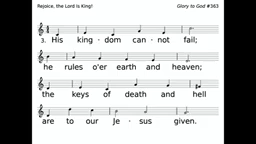 Rejoice, the Lord is King! Glory to God #363
3. His king - dom can - not fail;
he rules o'er earth and heaven;
the keys of death and hell
are to our Je - sus given.